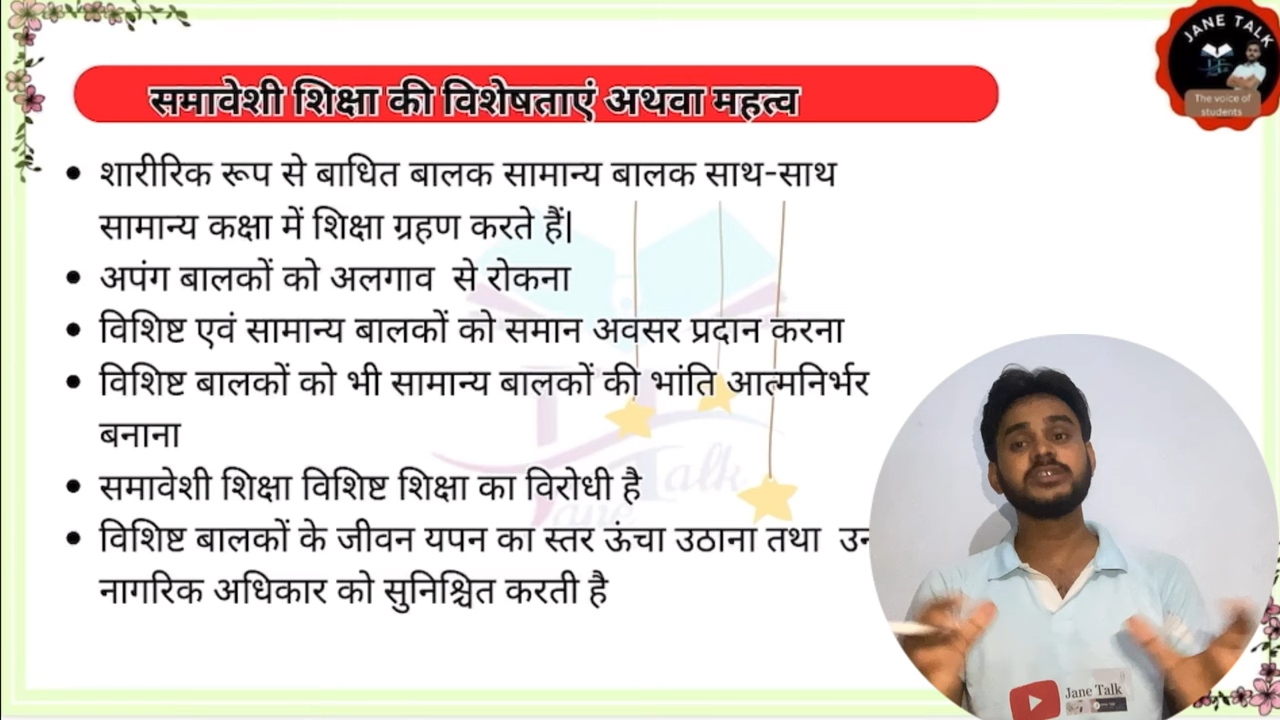 समावेशी शिक्षा की विशेषताएं अथवा महत्व
JANE TALK
The voice of
students
• शारीरिक रूप से बाधित बालक सामान्य बालक साथ-साथ
सामान्य कक्षा में शिक्षा ग्रहण करते हैं|
• अपंग बालकों को अलगाव से रोकना
• विशिष्ट एवं सामान्य बालकों को समान अवसर प्रदान करना
• विशिष्ट बालकों को भी सामान्य बालकों की भांति आत्मनिर्भर
बनाना
• समावेशी शिक्षा विशिष्ट शिक्षा का विरोधी है
• विशिष्ट बालकों के जीवन यपन का स्तर ऊंचा उठाना तथा
नागरिक अधिकार को सुनिश्चित करती है
Talk
Jane
Jane Talk